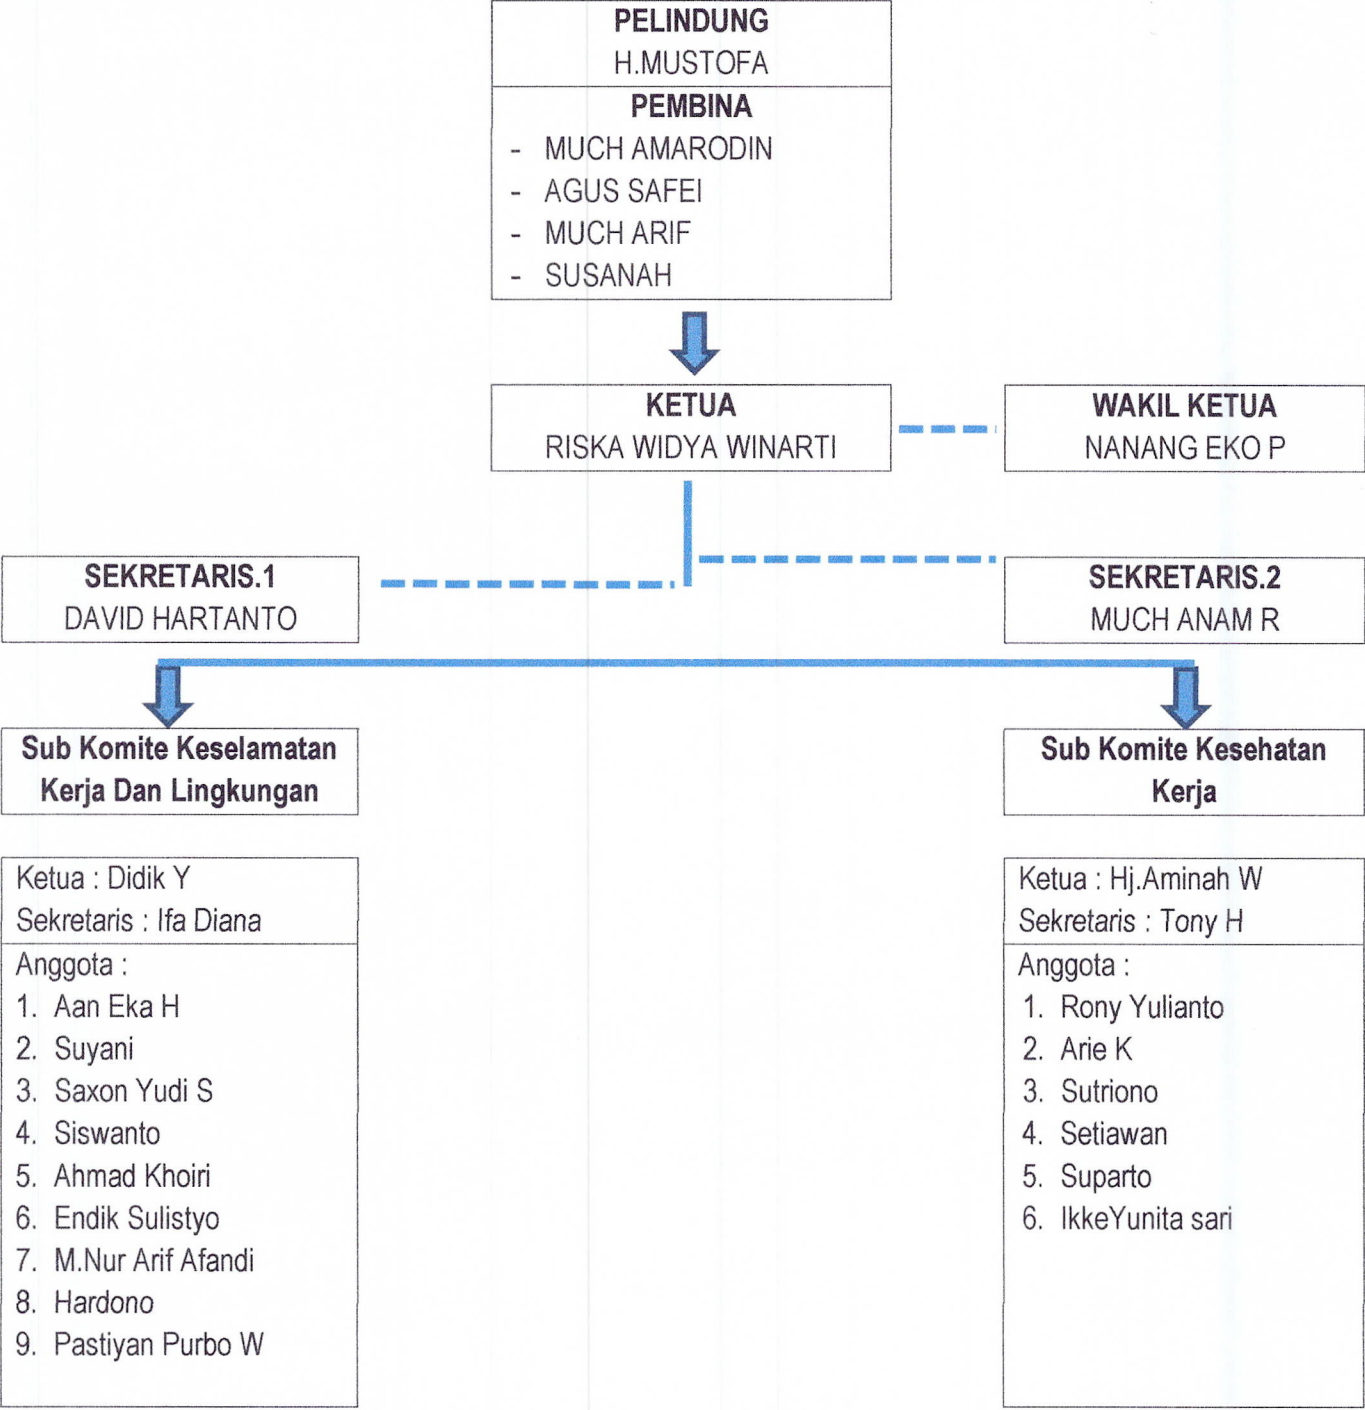 PELINDUNG
H.MUSTOFA
PEMBINA
- MUCH AMARODIN
- AGUS SAFEI
- MUCH ARIF
- SUSANAH
KETUA
RISKA WIDYA WINARTI
WAKIL KETUA
NANANG EKO P
SEKRETARIS.1
DAVID HARTANTO
SEKRETARIS.2
MUCH ANAM R
Sub Komite Keselamatan
Kerja Dan Lingkungan
Sub Komite Kesehatan
Kerja
Ketua : Didik Y
Sekretaris : Ifa Diana
Anggota :
1. Aan Eka H
2. Suyani
3. Saxon Yudi S
4. Siswanto
5. Ahmad Khoiri
6. Endik Sulistyo
7. M.Nur Arif Afandi
8. Hardono
9. Pastiyan Purbo W
Ketua : Hj.Aminah W
Sekretaris : Tony H
Anggota :
1. Rony Yulianto
2. Arie K
3. Sutriono
4. Setiawan
5. Suparto
6. IkkeYunita sari